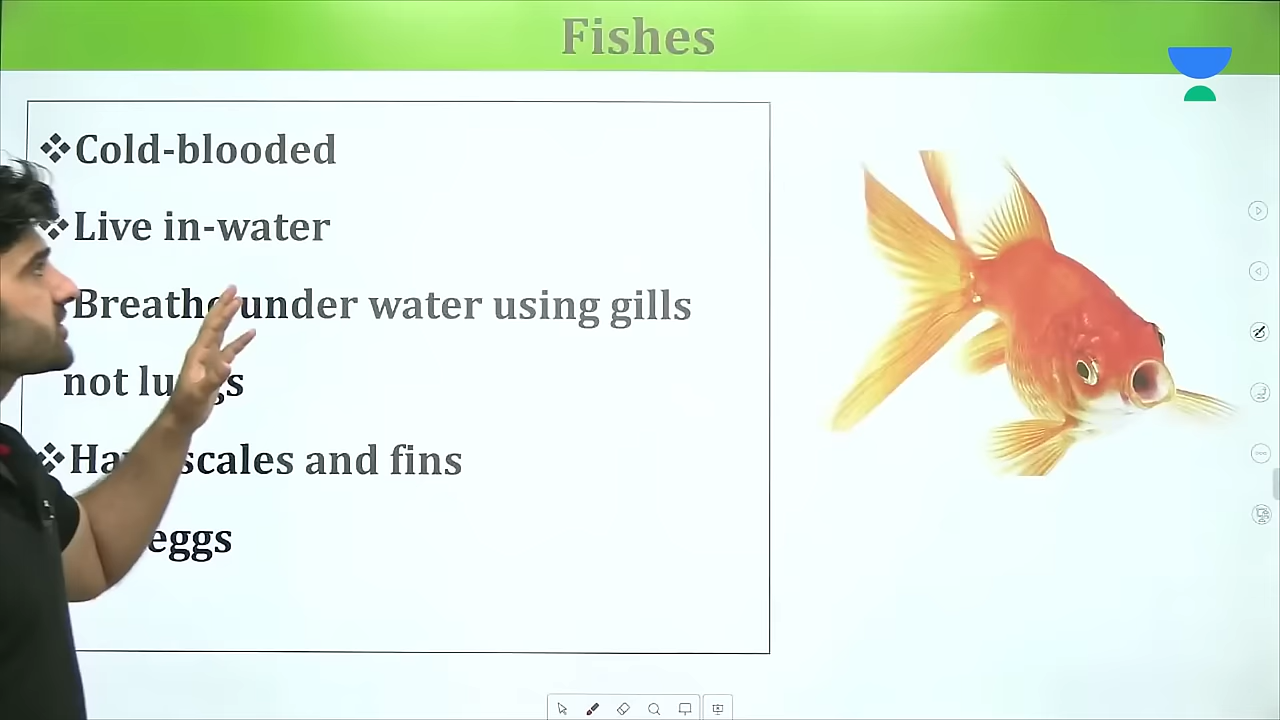 Fishes
❖Cold-blooded
❖Live in-water
Breathe under water using gills
not lungs
❖Have scales and fins
eggs